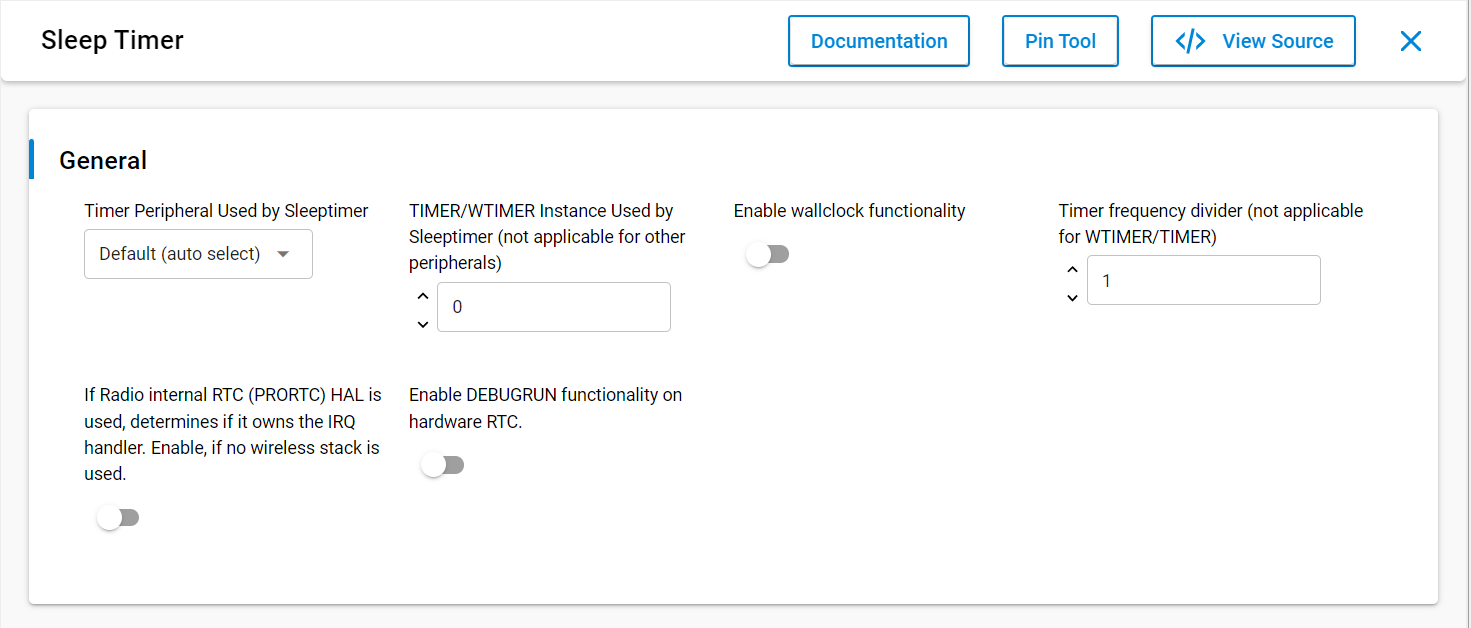 Sleep Timer
Documentation
Pin Tool
</> View Source
General
Timer Peripheral Used by Sleeptimer
Default (auto select)
TIMER/WTIMER Instance Used by
Sleeptimer (not applicable for other
peripherals)
0
Enable wallclock functionality
Timer frequency divider (not applicable
for WTIMER/TIMER)
1
If Radio internal RTC (PRORTC) HAL is
used, determines if it owns the IRQ
handler. Enable, if no wireless stack is
used.
Enable DEBUGRUN functionality on
hardware RTC.